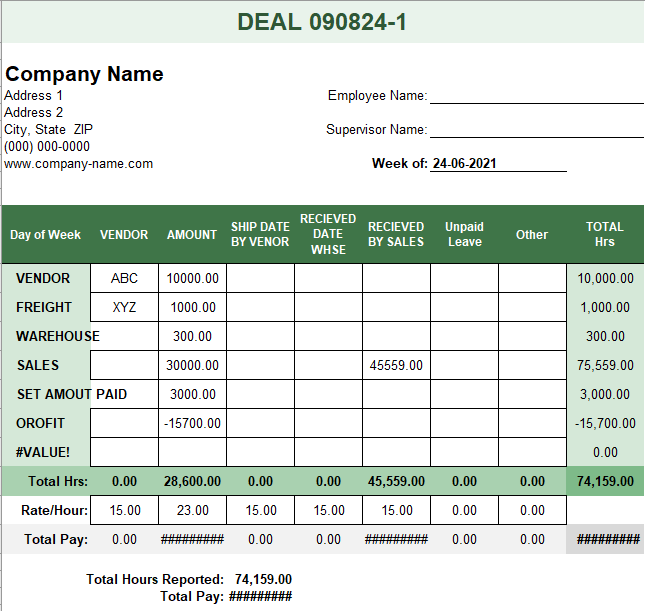 DEAL 090824-1
Company Name
Address 1
Address 2
City, State  ZIP
(000) 000-0000
www.company-name.com
Employee Name:
Supervisor Name:
Week of: 24-06-2021
Day of Week VENDOR AMOUNT SHIP DATE BY VENOR RECIEVED DATE WHSE RECIEVED BY SALES Unpaid Leave Other TOTAL Hrs
VENDOR ABC 10000.00 10,000.00
FREIGHT XYZ 1000.00 1,000.00
WAREHOUSE 300.00 300.00
SALES 30000.00 45559.00 75,559.00
SET AMOUT PAID 3000.00 3,000.00
OROFIT -15700.00 -15,700.00
#VALUE! 0.00
Total Hrs: 0.00 28,600.00 0.00 0.00 45,559.00 0.00 0.00 74,159.00
Rate/Hour: 15.00 23.00 15.00 15.00 15.00 0.00 0.00
Total Pay: 0.00 ######### 0.00 0.00 ######### 0.00 0.00 #########
Total Hours Reported: 74,159.00
Total Pay: #########